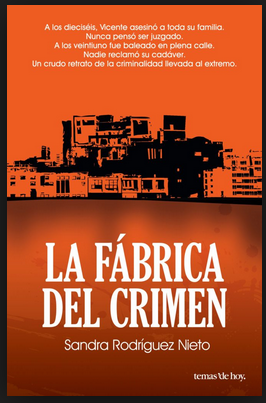 A los dieciséis, Vicente asesinó a toda su familia.
Nunca pensó ser juzgado.
A los veintiuno fue baleado en plena calle.
Nadie reclamó su cadáver.
Un crudo retrato de la criminalidad llevada al extremo.
LA FÁBRICA
DEL CRIMEN
Sandra Rodríguez Nieto
temas de hoy.